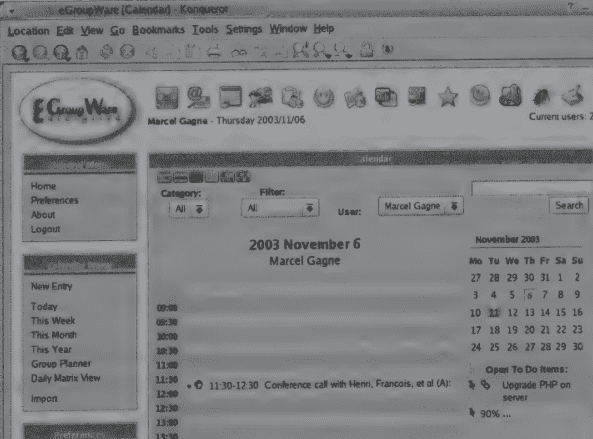 eGroupWare [Calendar] - Konqueror
Location Edit View Go Bookmarks Tools Settings Window Help
EGroupWare
Marcel Gagne - Thursday 2003/11/06
Current users: 2
Calendar
Home
Preferences
About
Logout
Category:
Filter:
User:
All
All
Marcel Gagne
Search
2003 November 6
Marcel Gagne
November 2003
Mo Tu We Th Fr Sa Su
27 28 29 30 31 1 2
3 4 5 6 7 8 9
10 11 12 13 14 15 16
17 18 19 20 21 22 23
24 25 26 27 28 29 30
New Entry
Today
This Week
This Month
This Year
Group Planner
Daily Matrix View
Import
Preferences
09:00
09:30
10:00
10:30
11:00
11:30
11:30-12:30 Conference call with Henri, Francois, et al (A):
12:00
12:30
13:00
13:30
Open To Do Items:
Upgrade PHP on
server
90% ...